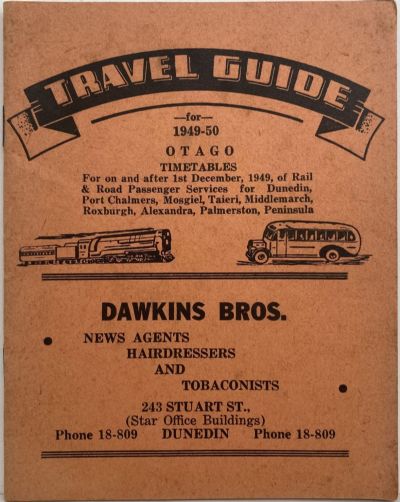 TRAVEL GUIDE
—for—
1949-50
OTAGO
TIMETABLES
For on and after 1st December, 1949, of Rail
& Road Passenger Services for Dunedin,
Port Chalmers, Mosgiel, Taieri, Middlemarch,
Roxburgh, Alexandra, Palmerston, Peninsula
DAWKINS BROS.
NEWS AGENTS
HAIRDRESSERS
AND
TOBACONISTS
243 STUART ST.,
(Star Office Buildings)
Phone 18-809 DUNEDIN Phone 18-809